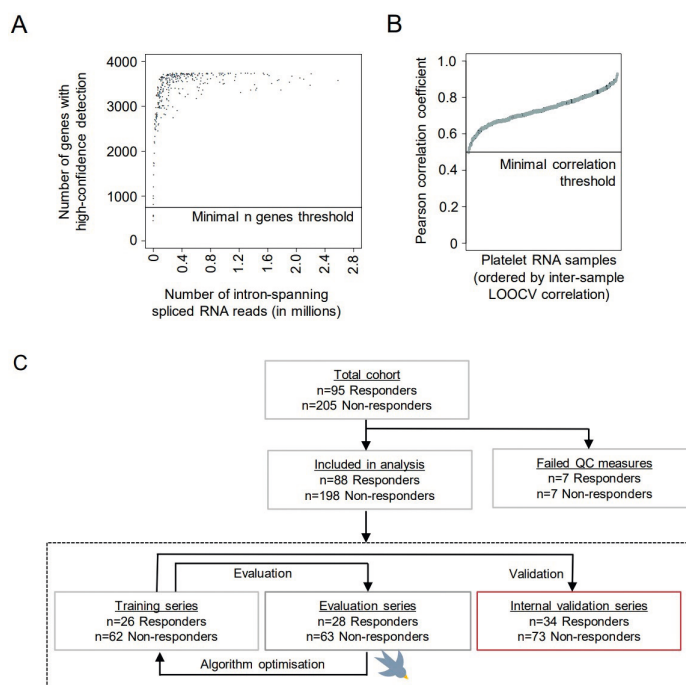 A
Number of genes with
high-confidence detection
4000
3000
2000
1000
0
Minimal n genes threshold
0
0.4
0.8
1.2
1.6
2.0
2.4
2.8
Number of intron-spanning
spliced RNA reads (in millions)
B
Pearson correlation coefficient
1.0
0.8
0.6
0.4
0.2
0
Minimal correlation
threshold
Platelet RNA samples
(ordered by inter-sample
LOOCV correlation)
C
Total cohort
n=95 Responders
n=205 Non-responders
Included in analysis
n=88 Responders
n=198 Non-responders
Failed QC measures
n=7 Responders
n=7 Non-responders
Evaluation
Validation
Training series
n=26 Responders
n=62 Non-responders
Evaluation series
n=28 Responders
n=63 Non-responders
Internal validation series
n=34 Responders
n=73 Non-responders
Algorithm optimisation